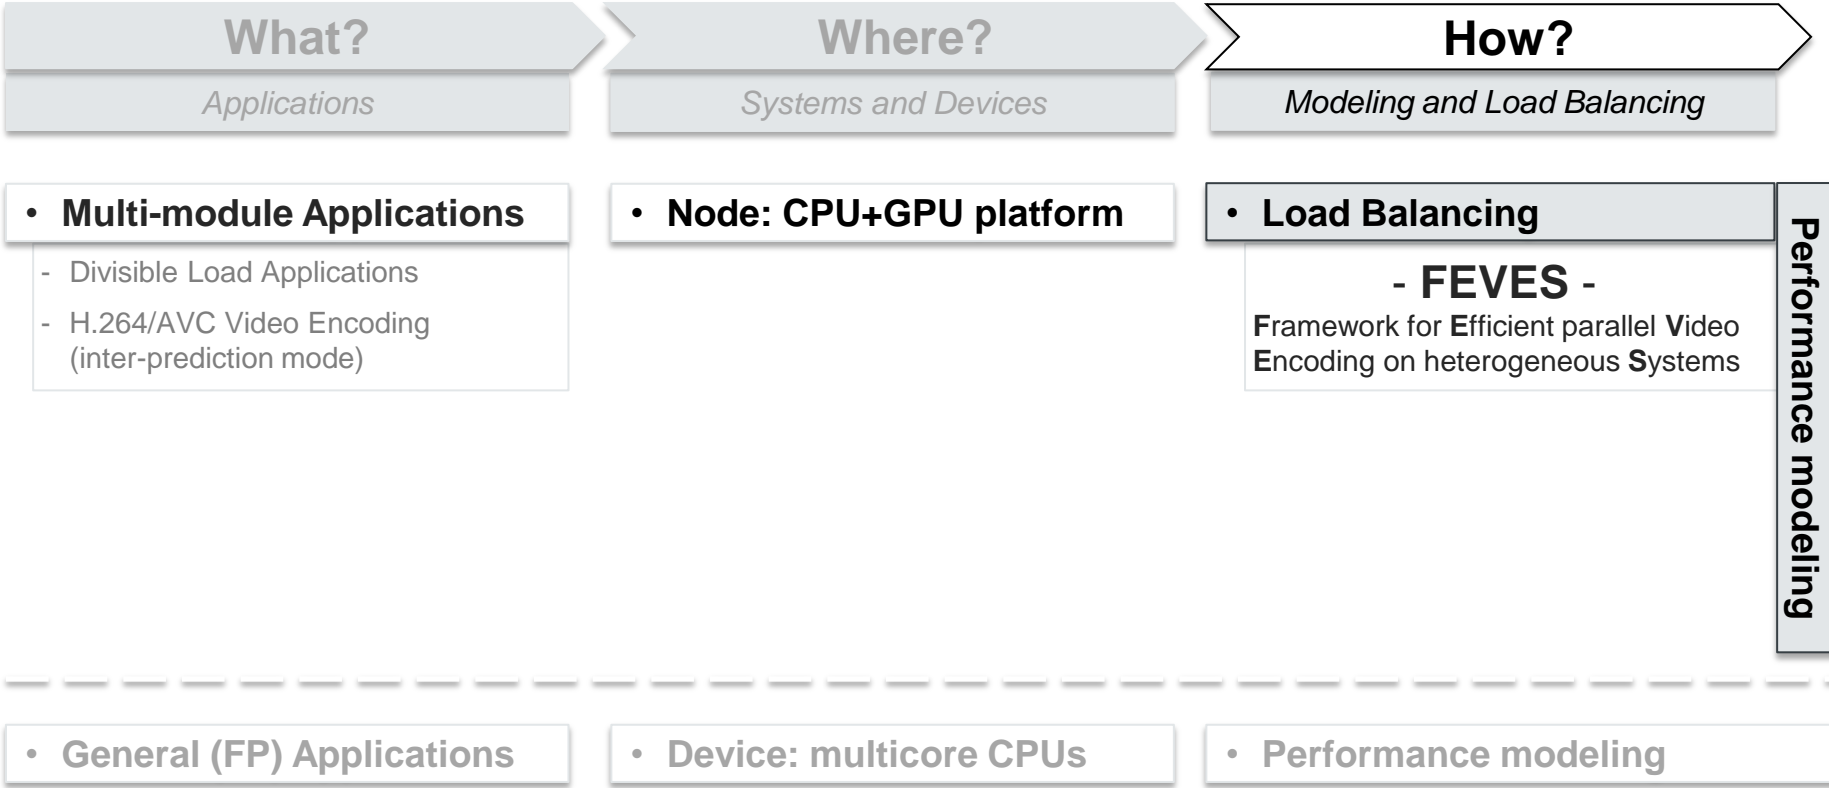 What?
Where?
How?
Applications
Systems and Devices
Modeling and Load Balancing
• Multi-module Applications
- Divisible Load Applications
- H.264/AVC Video Encoding
(inter-prediction mode)
• Node: CPU+GPU platform
• Load Balancing
- FEVES -
Framework for Efficient parallel Video
Encoding on heterogeneous Systems
Performance modeling
• General (FP) Applications
• Device: multicore CPUs
• Performance modeling